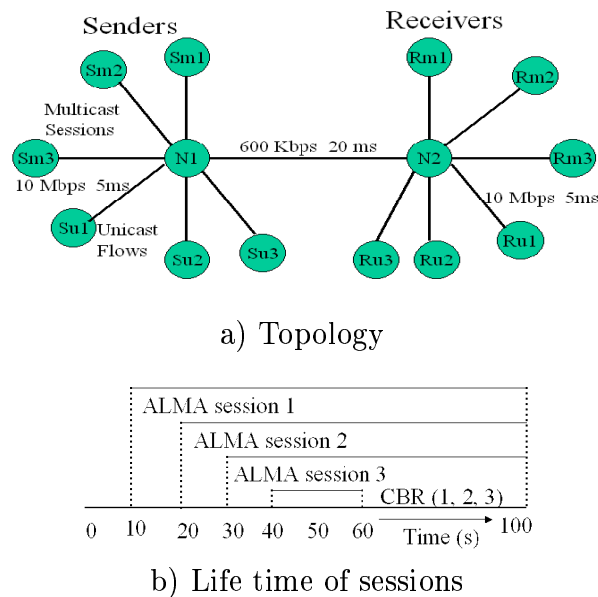 Senders
Receivers
Sm1
Rm1
Sm2
Rm2
Multicast
Sessions
Sm3
N1
600 Kbps 20 ms
N2
Rm3
10 Mbps 5ms
10 Mbps 5ms
Su1
Unicast
Flows
Su2
Su3
Ru3
Ru2
Ru1
a) Topology
ALMA session 1
ALMA session 2
ALMA session 3
CBR (1, 2, 3)
0 10 20 30 40 50 60 100
Time (s)
b) Life time of sessions